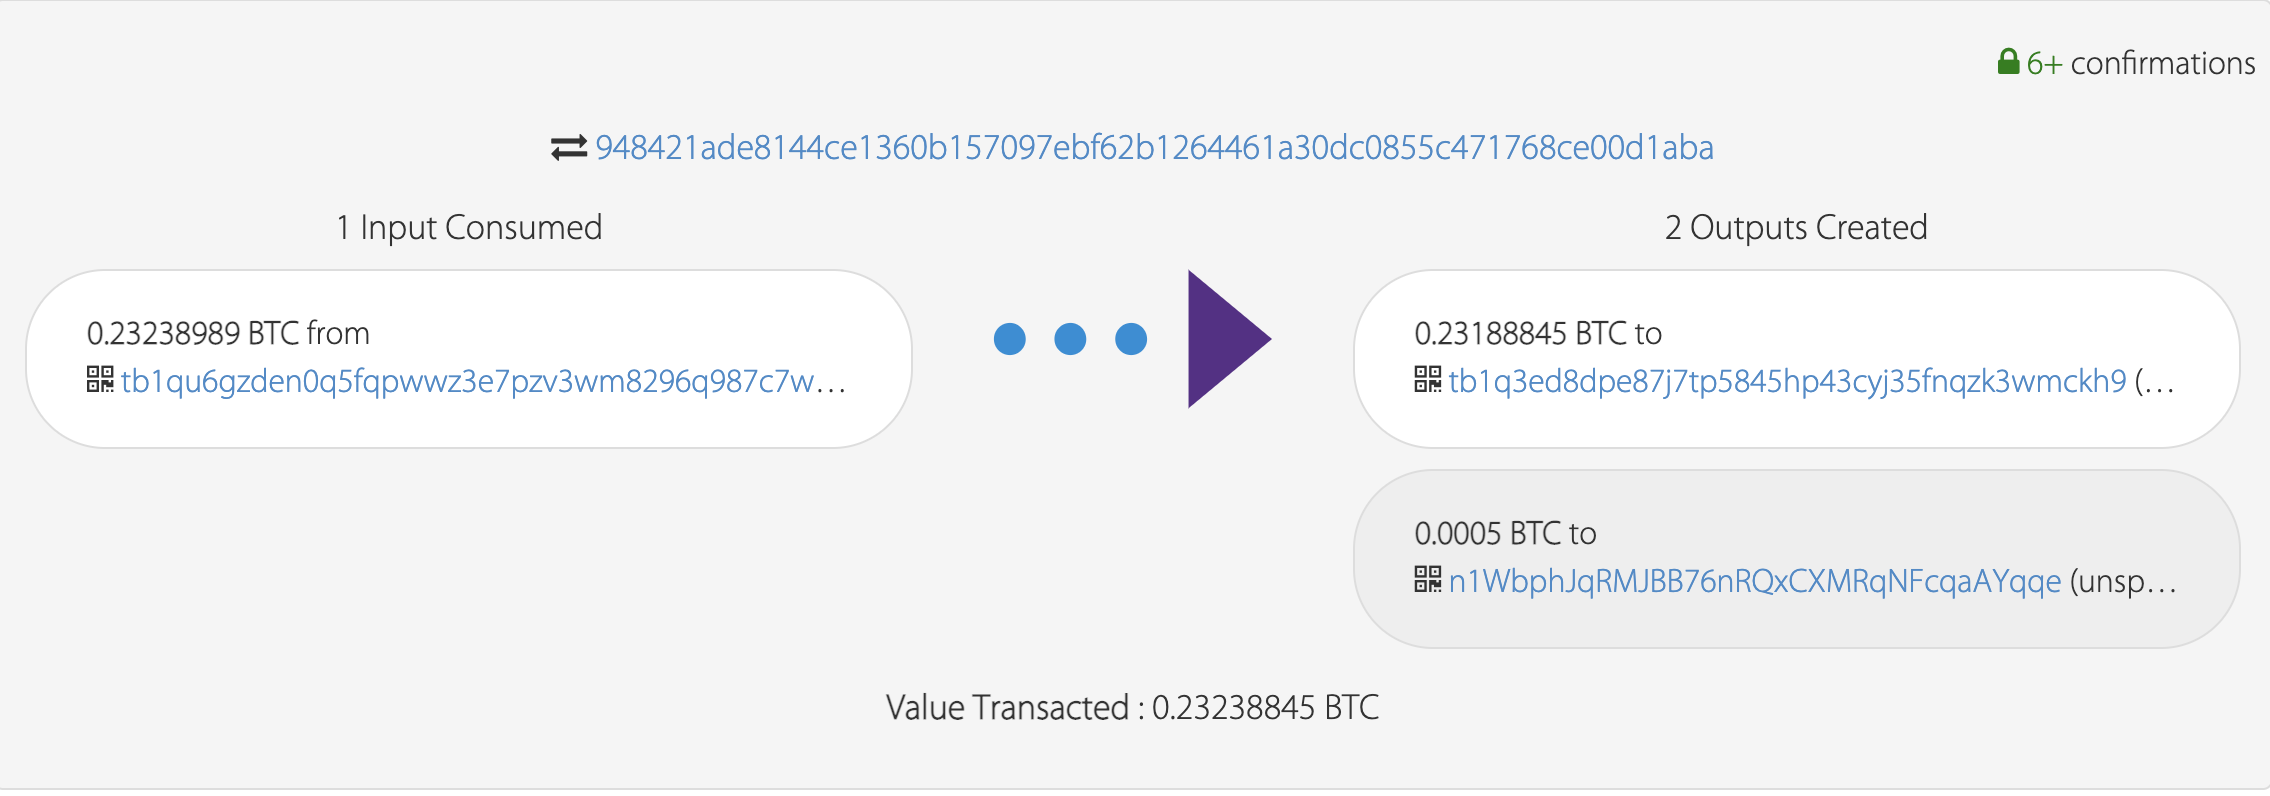 6+ confirmations
948421ade8144ce1360b157097ebf62b1264461a30dc0855c471768ce00d1aba
1 Input Consumed
2 Outputs Created
0.23238989 BTC from
tb1qu6gzden0q5fqpwwz3e7pzv3wm8296q987c7w...
0.23188845 BTC to
tb1q3ed8dpe87j7tp5845hp43cyj35fnqzk3wmckh9 (...
0.0005 BTC to
n1WbphJqRMJBB76nRQxCXMRqNFcqaAYqqe (unsp...
Value Transacted : 0.23238845 BTC